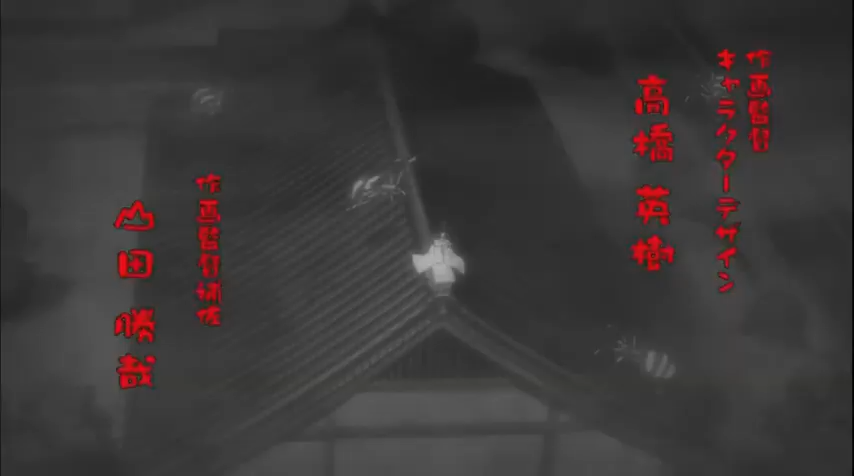 作画監督
キャラクターデザイン
高橋 英樹
作画監督補佐
山田 勝哉